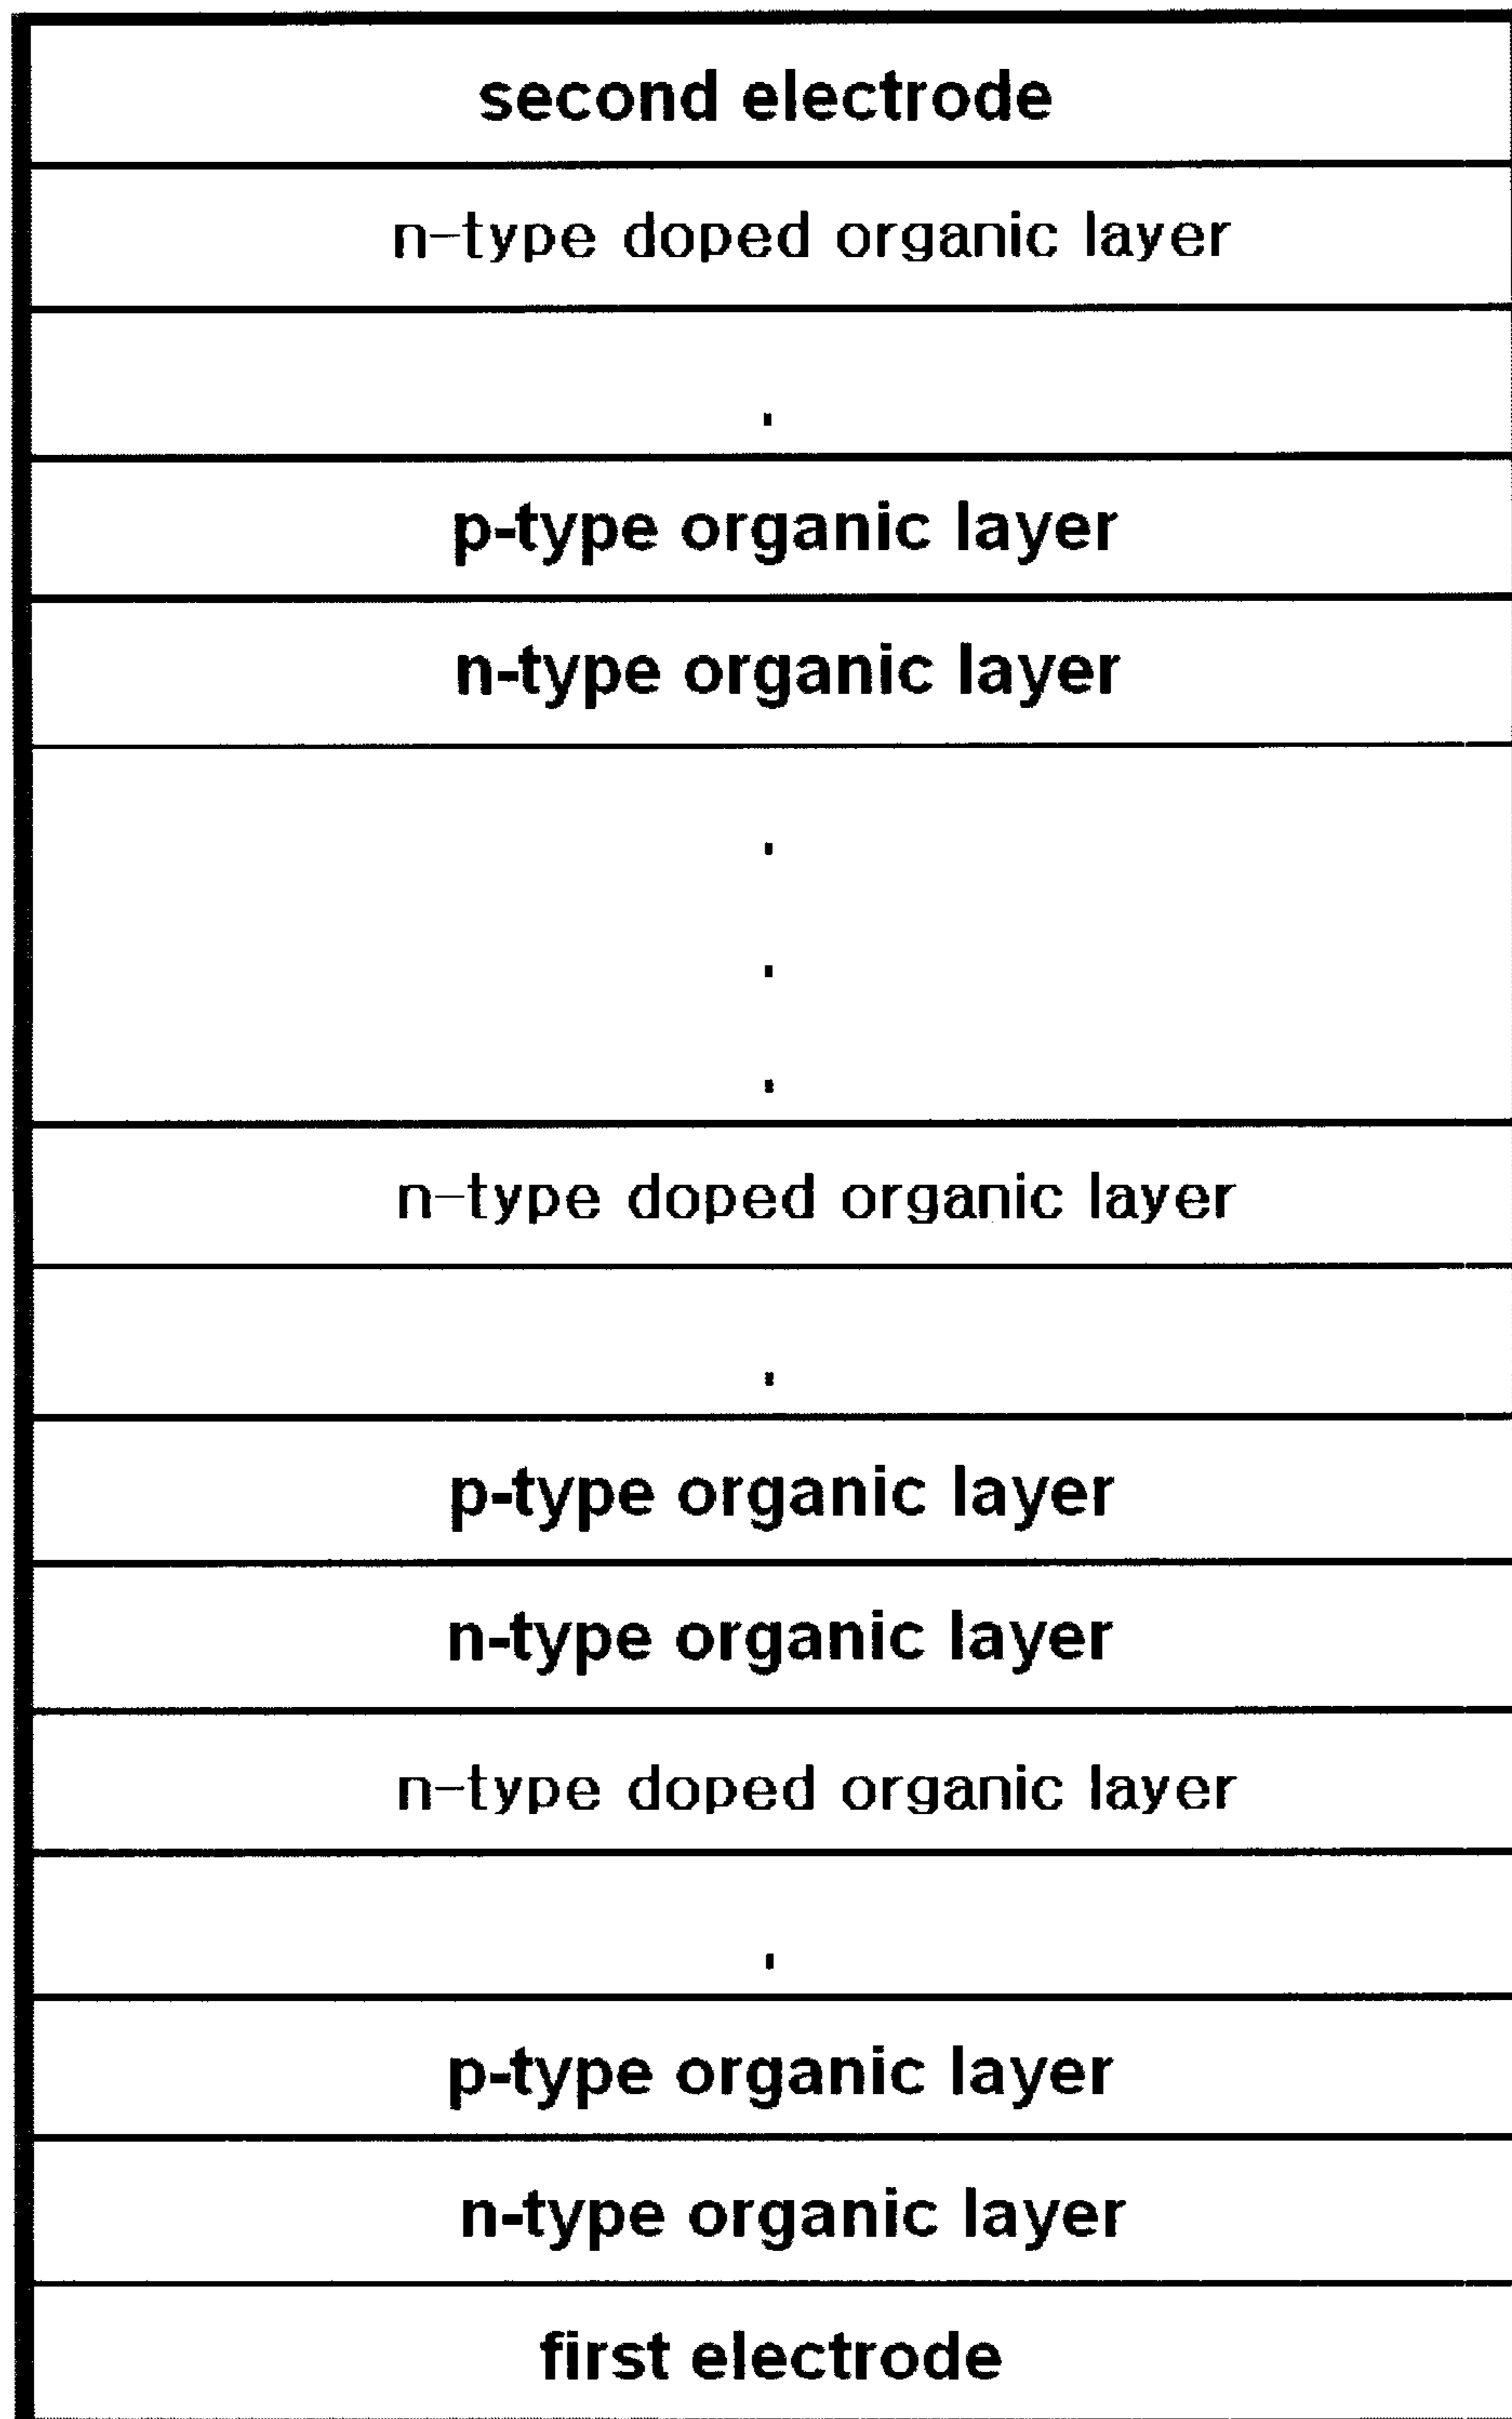 second electrode
n-type doped organic layer
.
p-type organic layer
n-type organic layer
.
.
.
n-type doped organic layer
.
p-type organic layer
n-type organic layer
n-type doped organic layer
.
p-type organic layer
n-type organic layer
first electrode